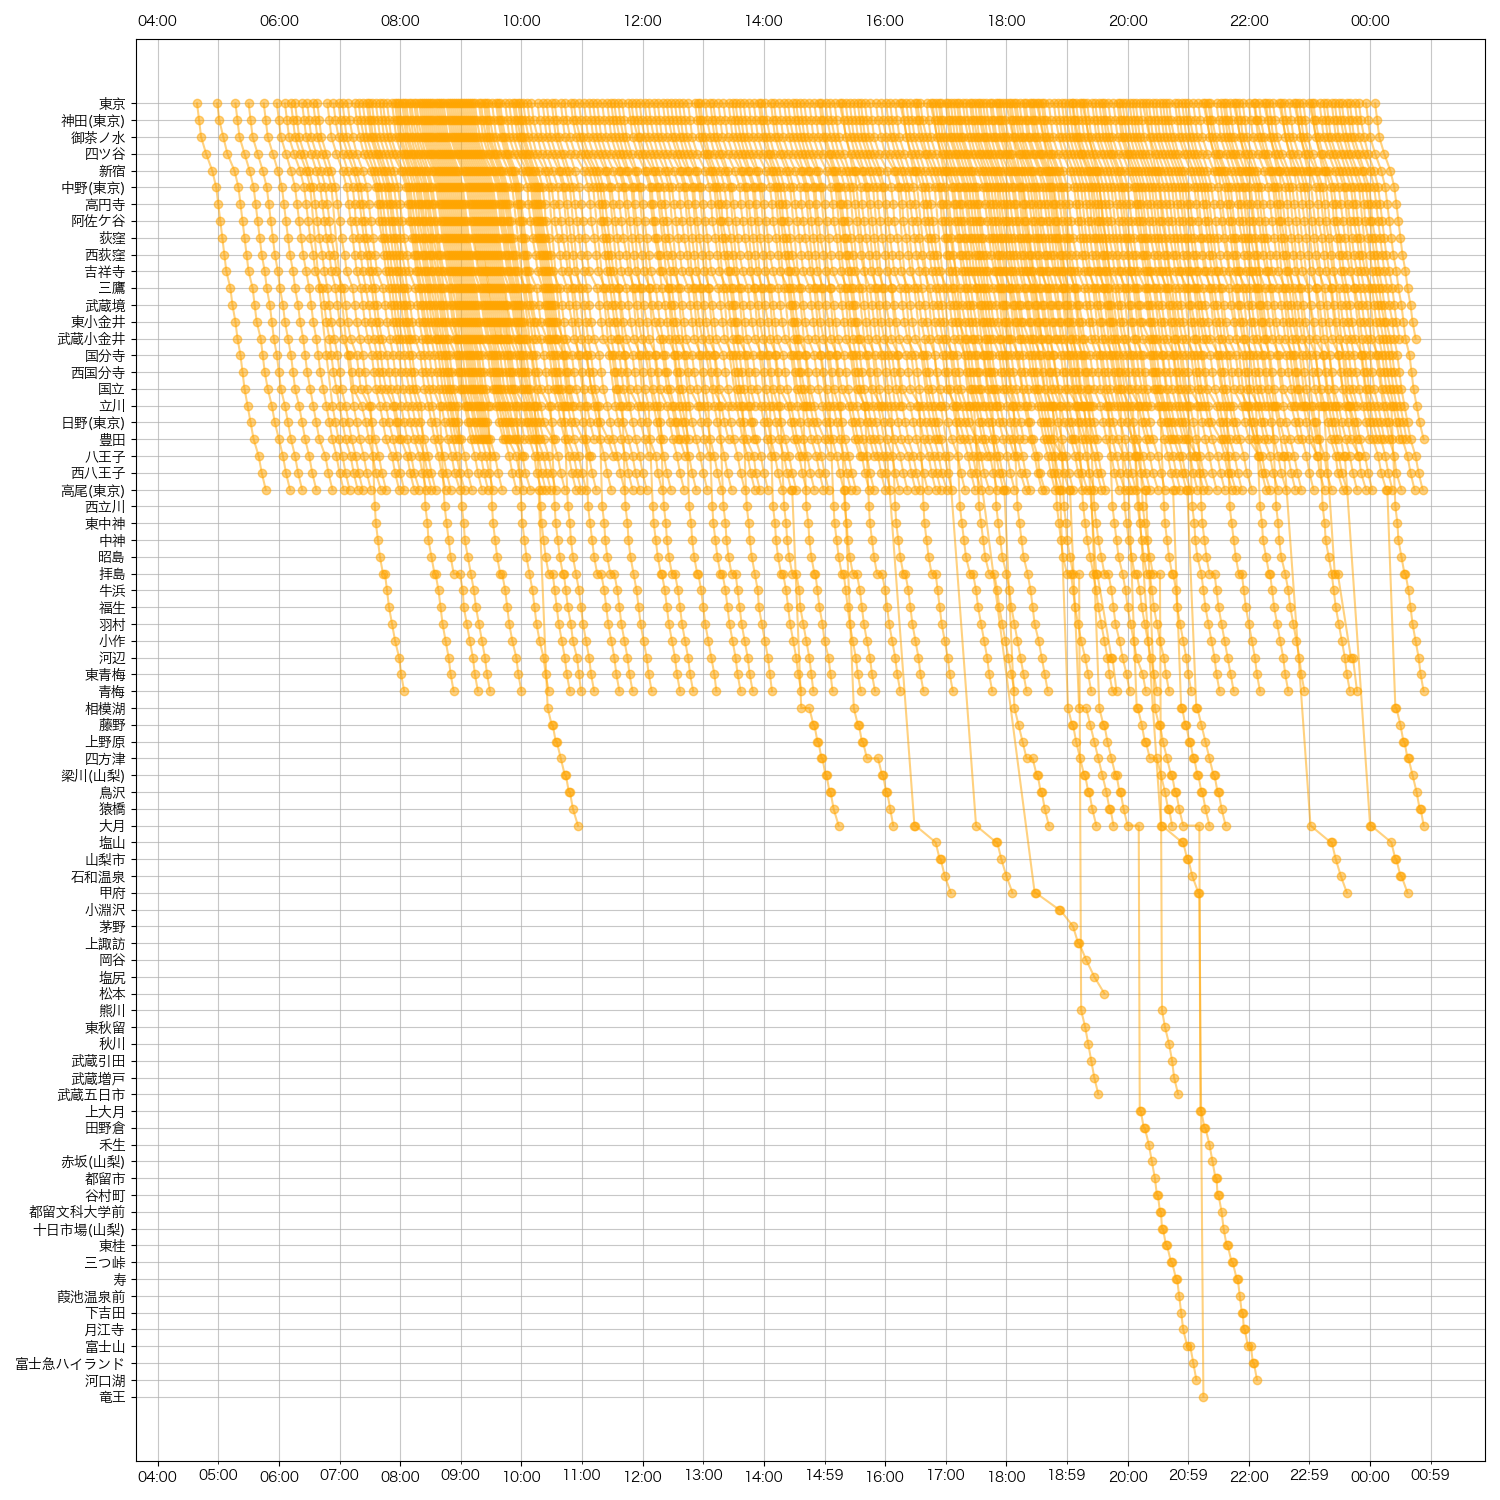 04:00 06:00 08:00 10:00 12:00 14:00 16:00 18:00 20:00 22:00 00:00
東京
神田(東京)
御茶ノ水
四ツ谷
新宿
中野(東京)
高円寺
阿佐ケ谷
荻窪
西荻窪
吉祥寺
三鷹
武蔵境
東小金井
武蔵小金井
国分寺
西国分寺
国立
立川
日野(東京)
豊田
八王子
西八王子
高尾(東京)
西立川
東中神
中神
昭島
拝島
牛浜
福生
羽村
小作
河辺
東青梅
青梅
相模湖
藤野
上野原
四方津
梁川(山梨)
鳥沢
猿橋
大月
塩山
山梨市
石和温泉
甲府
小淵沢
茅野
上諏訪
岡谷
塩尻
松本
熊川
東秋留
秋川
武蔵引田
武蔵増戸
武蔵五日市
上大月
田野倉
禾生
赤坂(山梨)
都留市
谷村町
都留文科大学前
十日市場(山梨)
東桂
三つ峠
寿
葭池温泉前
下吉田
月江寺
富士山
富士急ハイランド
河口湖
竜王
04:00 05:00 06:00 07:00 08:00 09:00 10:00 11:00 12:00 13:00 14:00 14:59 16:00 17:00 18:00 18:59 20:00 20:59 22:00 22:59 00:00 00:59